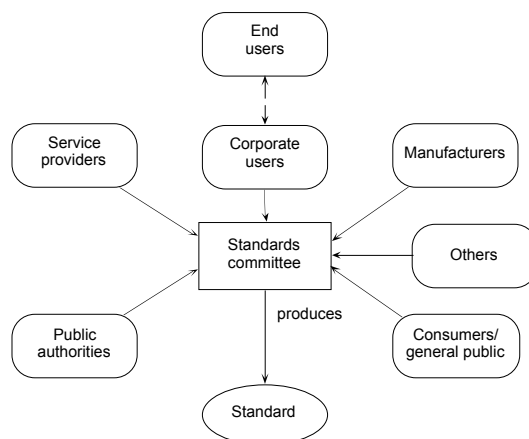 End
users
Service
providers
Corporate
users
Manufacturers
Standards
committee
Others
produces
Public
authorities
Consumers/
general public
Standard